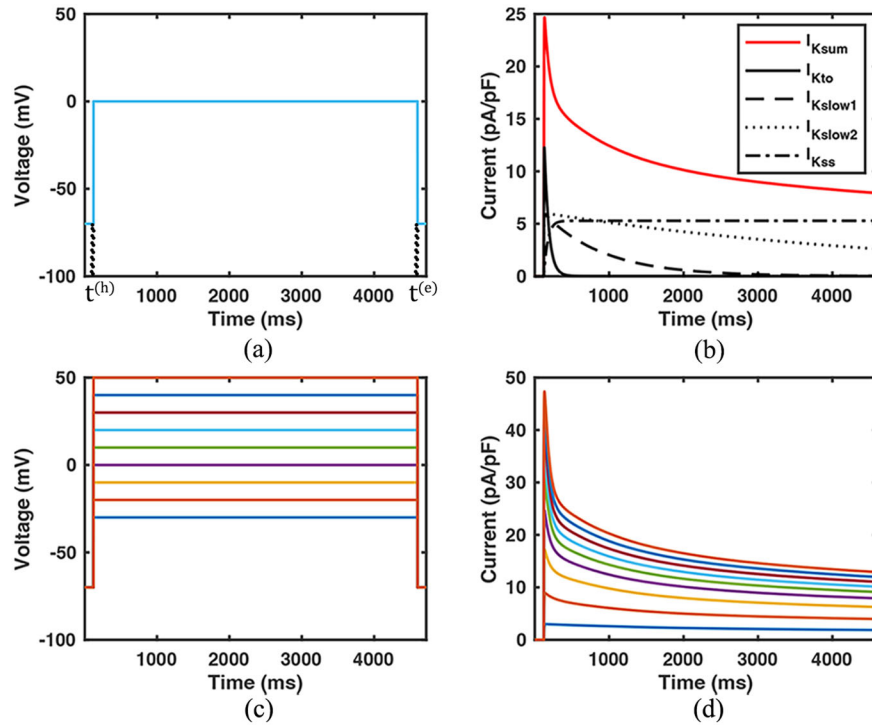 50
0
-50
-100
Voltage (mV)
t(h)
t(e)
1000 2000 3000 4000
Time (ms)
(a)
25
20
15
10
5
0
Current (pA/pF)
IKsum
IKto
IKslow1
IKslow2
IKss
1000 2000 3000 4000
Time (ms)
(b)
50
0
-50
-100
Voltage (mV)
1000 2000 3000 4000
Time (ms)
(c)
50
40
30
20
10
0
Current (pA/pF)
1000 2000 3000 4000
Time (ms)
(d)